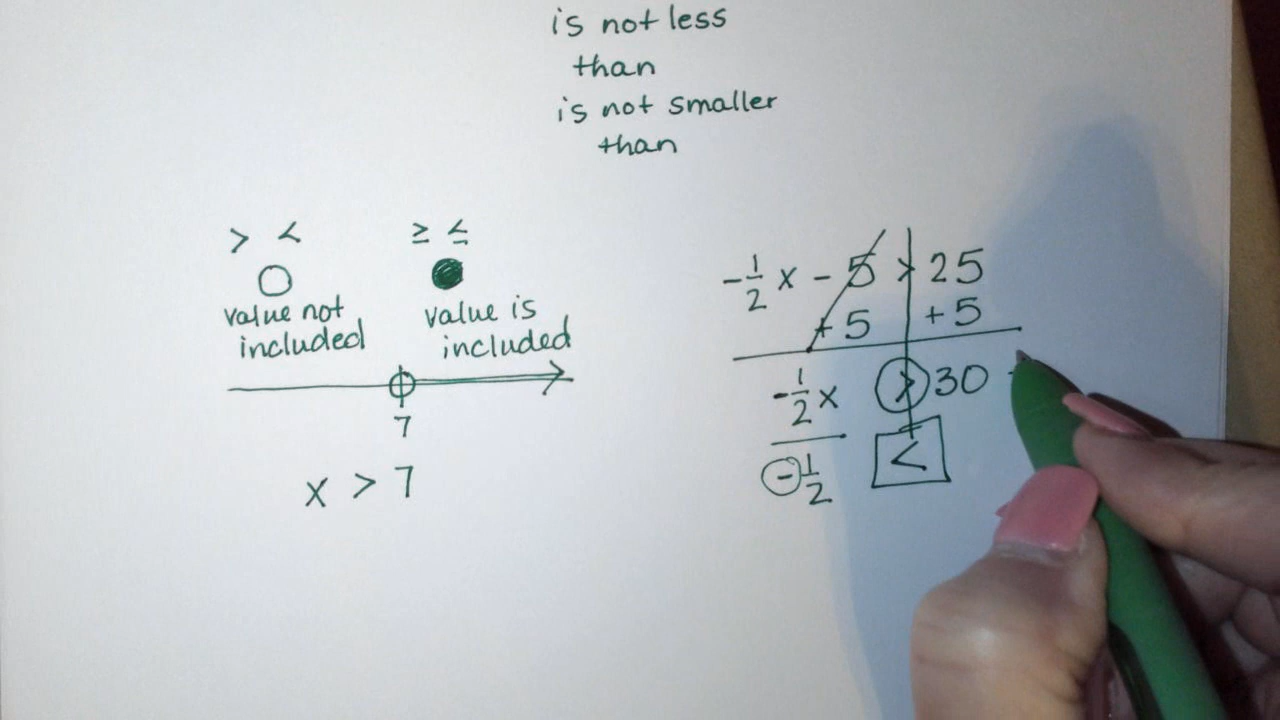 is not less
than
is not smaller
than
> <
≥ ≤
value not
included
value is
included
7
x > 7
-1/2 x - 5 > 25
+5 +5
-1/2 x > 30
-1/2 <